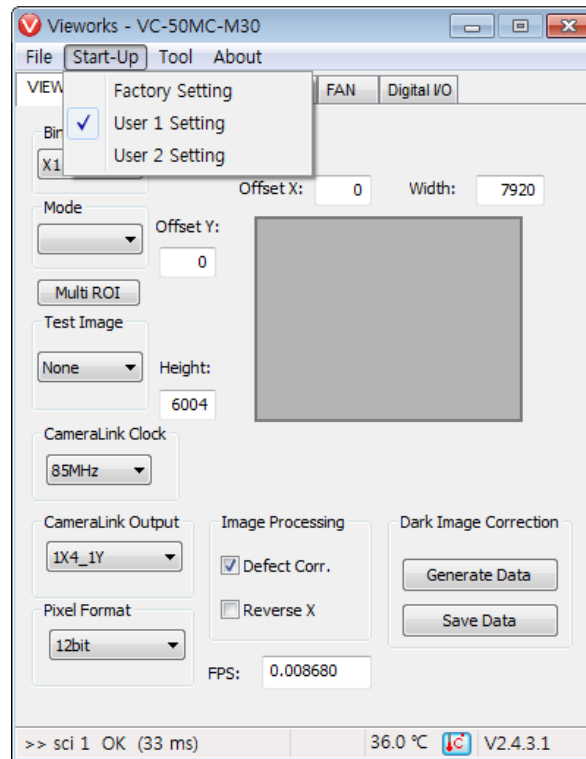 Vieworks - VC-50MC-M30
File Start-Up Tool About
VIEW FAN Digital I/O
Factory Setting
User 1 Setting
User 2 Setting
Bin
X1
Offset X: 0 Width: 7920
Mode
Offset Y:
0
Multi ROI
Test Image
None
Height:
6004
CameraLink Clock
85MHz
CameraLink Output Image Processing Dark Image Correction
1X4_1Y
Defect Corr.
Generate Data
Pixel Format
Reverse X
Save Data
12bit
FPS: 0.008680
>> sci 1 OK (33 ms) 36.0 ℃ V2.4.3.1